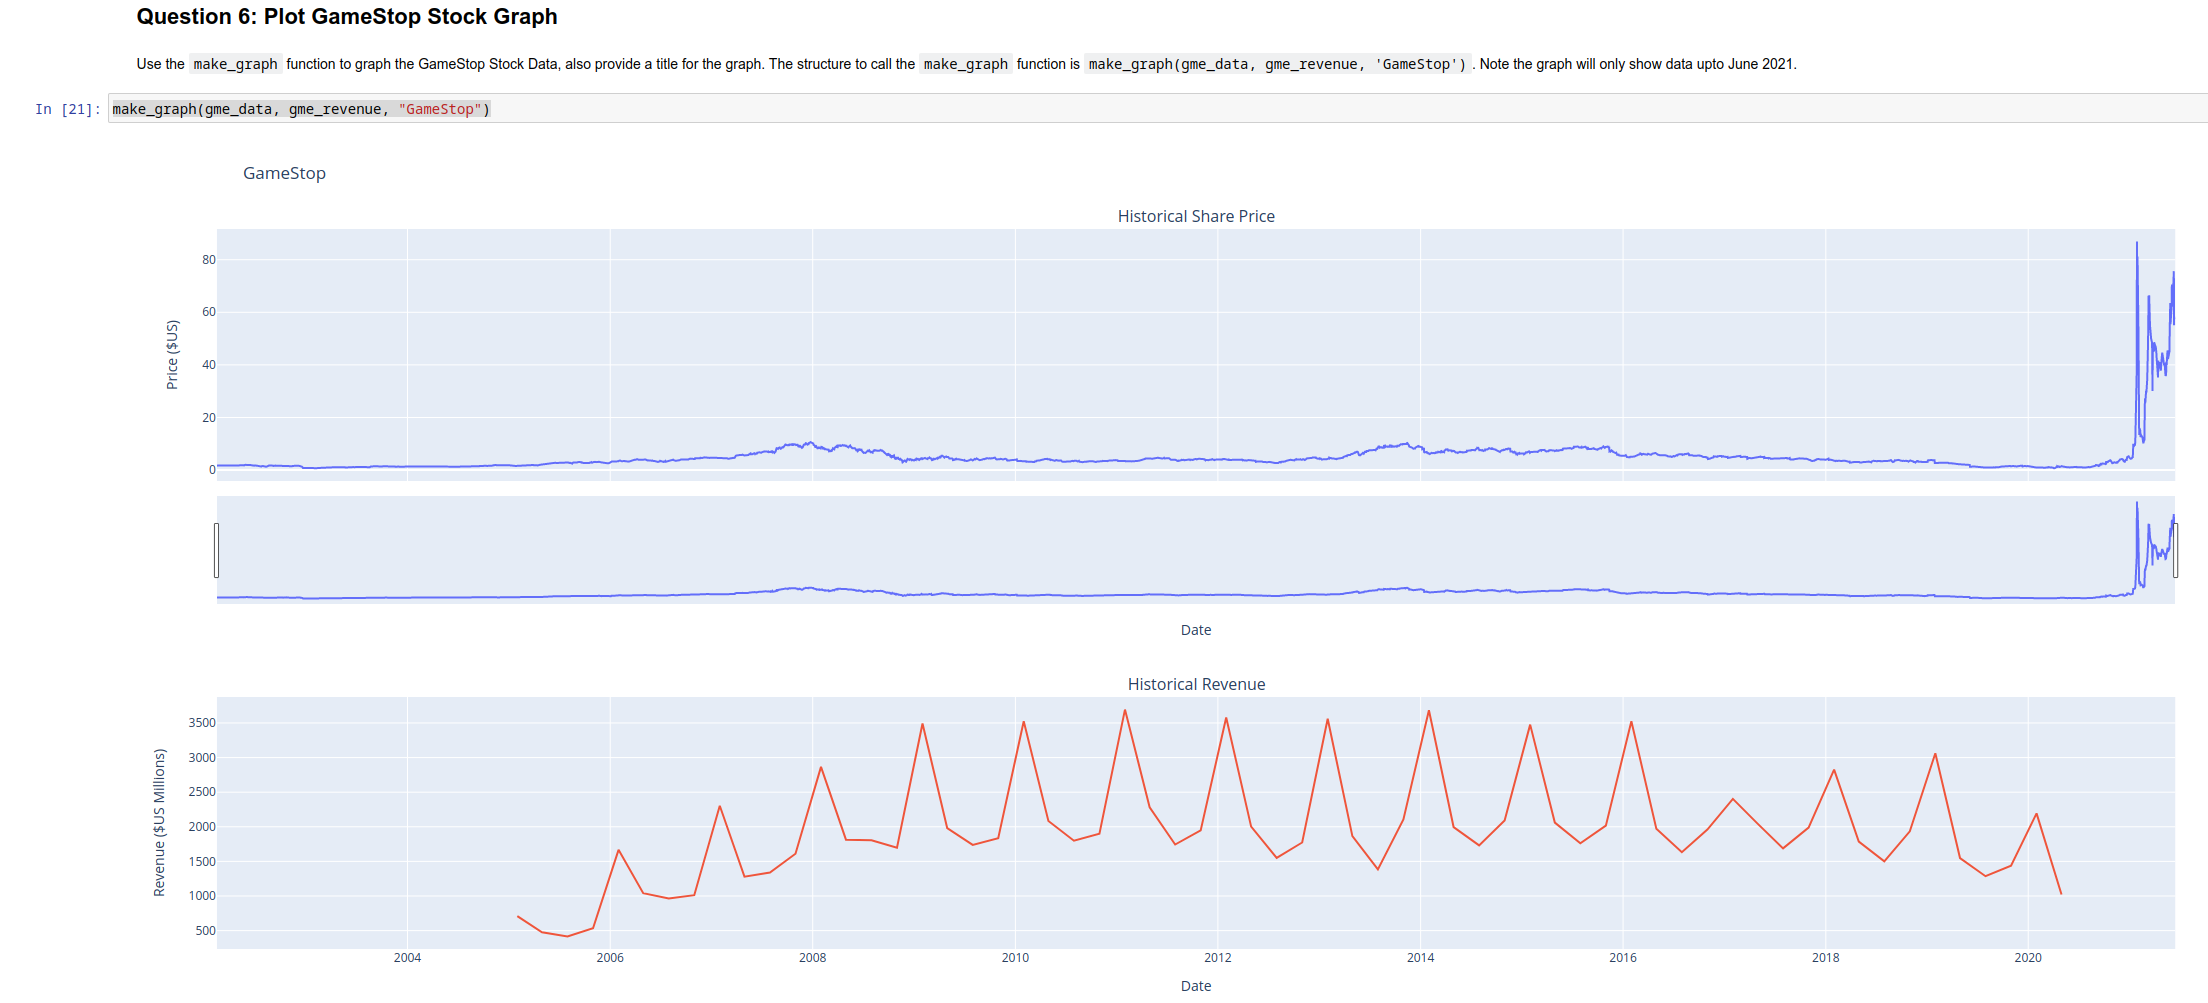 Question 6: Plot GameStop Stock Graph
Use the make_graph function to graph the GameStop Stock Data, also provide a title for the graph. The structure to call the make_graph function is make_graph(gme_data, gme_revenue, 'GameStop') . Note the graph will only show data upto June 2021.
In [21]: make_graph(gme_data, gme_revenue, "GameStop")
GameStop
Historical Share Price
80
60
40
20
0
Price ($US)
Date
Historical Revenue
3500
3000
2500
2000
1500
1000
500
Revenue ($US Millions)
2004 2006 2008 2010 2012 2014 2016 2018 2020
Date